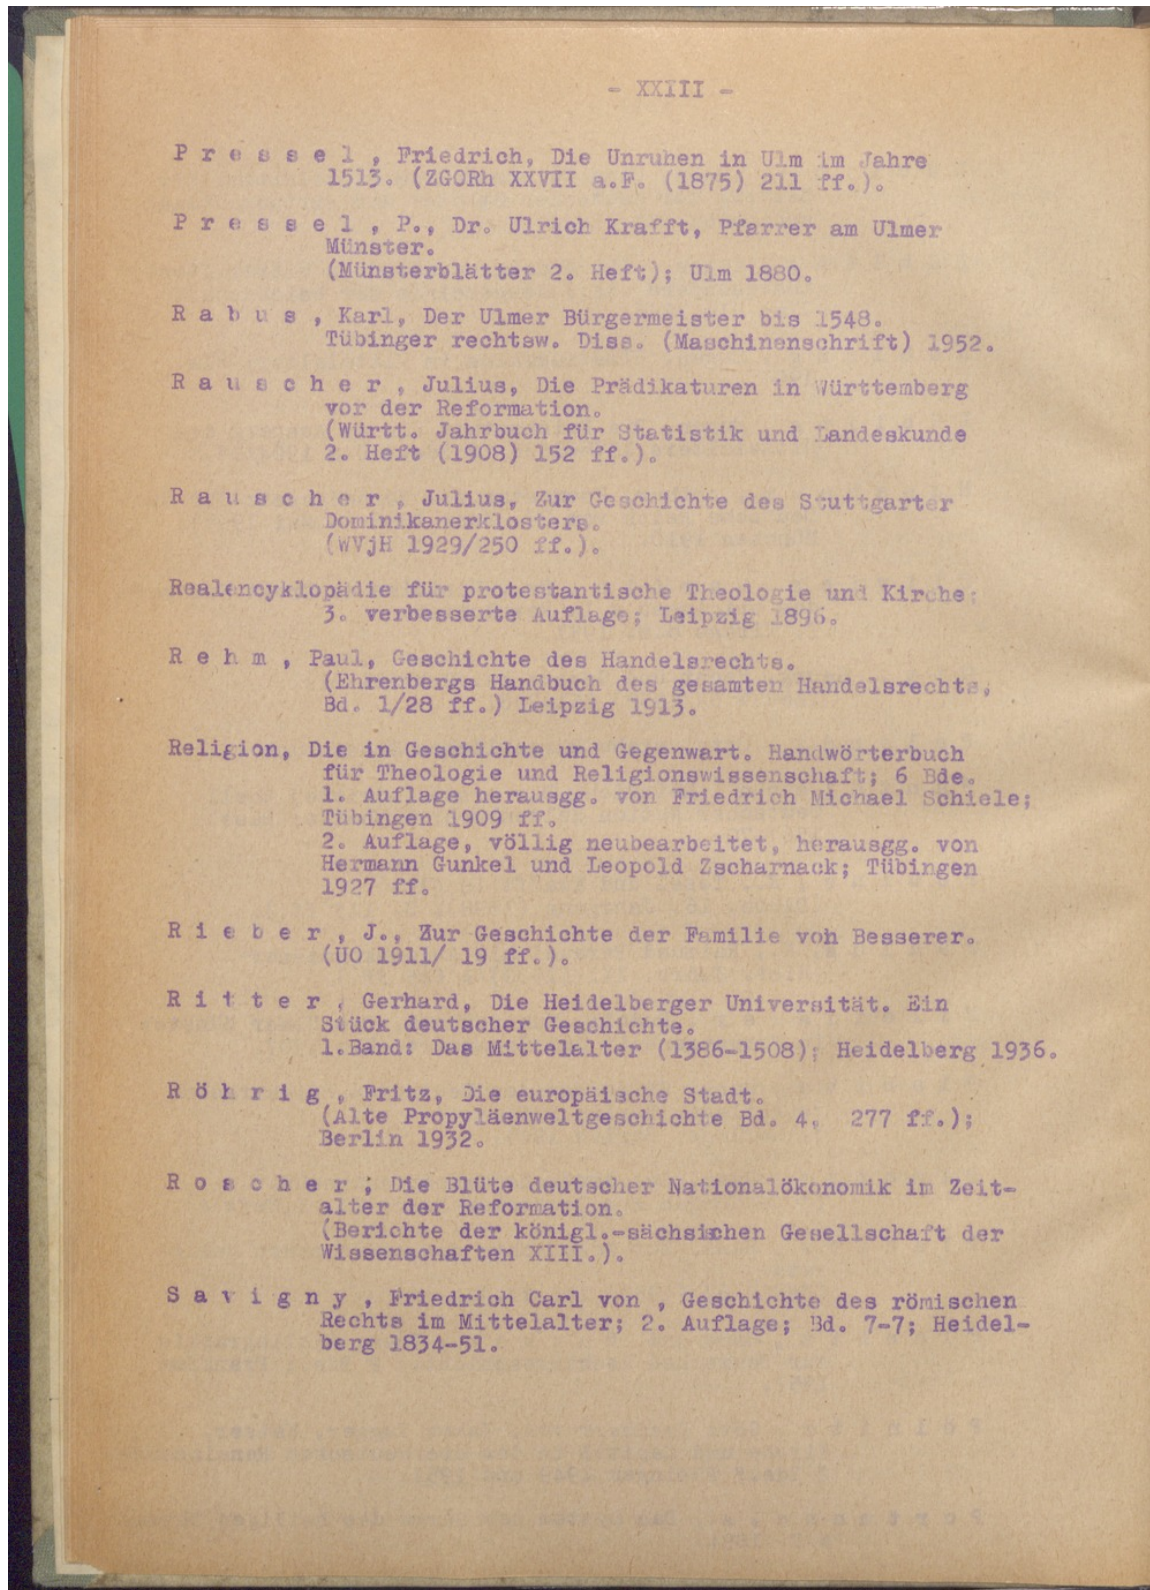 - XXIII -
P r e s s e l , Friedrich, Die Unruhen in Ulm im Jahre
1513. (ZGORh XXVII a.F. (1875) 211 ff.).
P r e s s e l , P., Dr. Ulrich Krafft, Pfarrer am Ulmer
Münster.
(Münsterblätter 2. Heft); Ulm 1880.
R a b u s , Karl, Der Ulmer Bürgermeister bis 1548.
Tübinger rechtsw. Diss. (Maschinenschrift) 1952.
R a u s c h e r , Julius, Die Prädikaturen in Württemberg
vor der Reformation.
(Württ. Jahrbuch für Statistik und Landeskunde
2. Heft (1908) 152 ff.).
R a u s c h e r , Julius, Zur Geschichte des Stuttgarter
Dominikanerklosters.
(WVjH 1929/250 ff.).
Realencyklopädie für protestantische Theologie und Kirche;
3. verbesserte Auflage; Leipzig 1896.
R e h m , Paul, Geschichte des Handelsrechts.
(Ehrenbergs Handbuch des gesamten Handelsrechts,
Bd. 1/28 ff.) Leipzig 1913.
Religion, Die in Geschichte und Gegenwart. Handwörterbuch
für Theologie und Religionswissenschaft; 6 Bde.
1. Auflage herausgg. von Friedrich Michael Schiele;
Tübingen 1909 ff.
2. Auflage, völlig neubearbeitet, herausgg. von
Hermann Gunkel und Leopold Zscharnack; Tübingen
1927 ff.
R i e b e r , J., Zur Geschichte der Familie von Besserer.
(UO 1911/ 19 ff.).
R i t t e r , Gerhard, Die Heidelberger Universität. Ein
Stück deutscher Geschichte.
1.Band: Das Mittelalter (1386-1508); Heidelberg 1936.
R ö h r i g , Fritz, Die europäische Stadt.
(Alte Propyläenweltgeschichte Bd. 4, 277 ff.);
Berlin 1932.
R o s c h e r ; Die Blüte deutscher Nationalökonomik im Zeit-
alter der Reformation.
(Berichte der königl.-sächsischen Gesellschaft der
Wissenschaften XIII.).
S a v i g n y , Friedrich Carl von , Geschichte des römischen
Rechts im Mittelalter; 2. Auflage; Bd. 7-7; Heidel-
berg 1834-51.